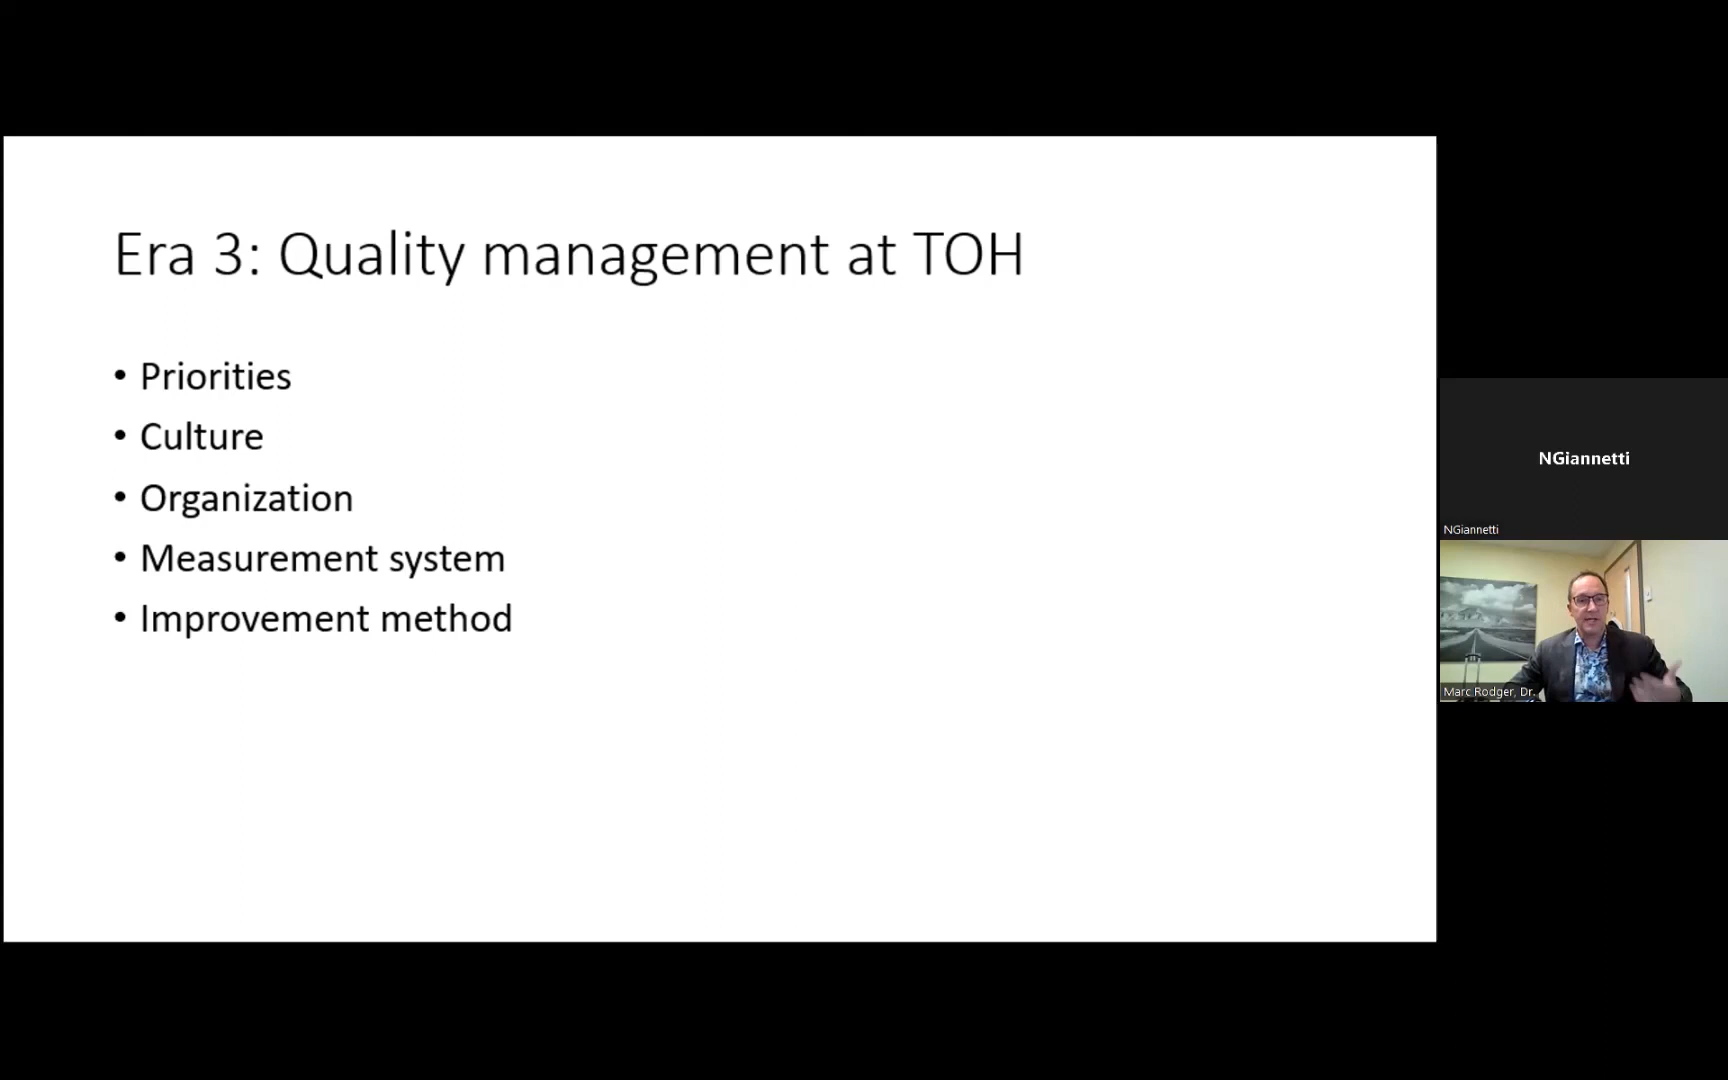 Era 3: Quality management at TOH
• Priorities
• Culture
• Organization
• Measurement system
• Improvement method
NGiannetti
NGiannetti
Marc Rodger, Dr.